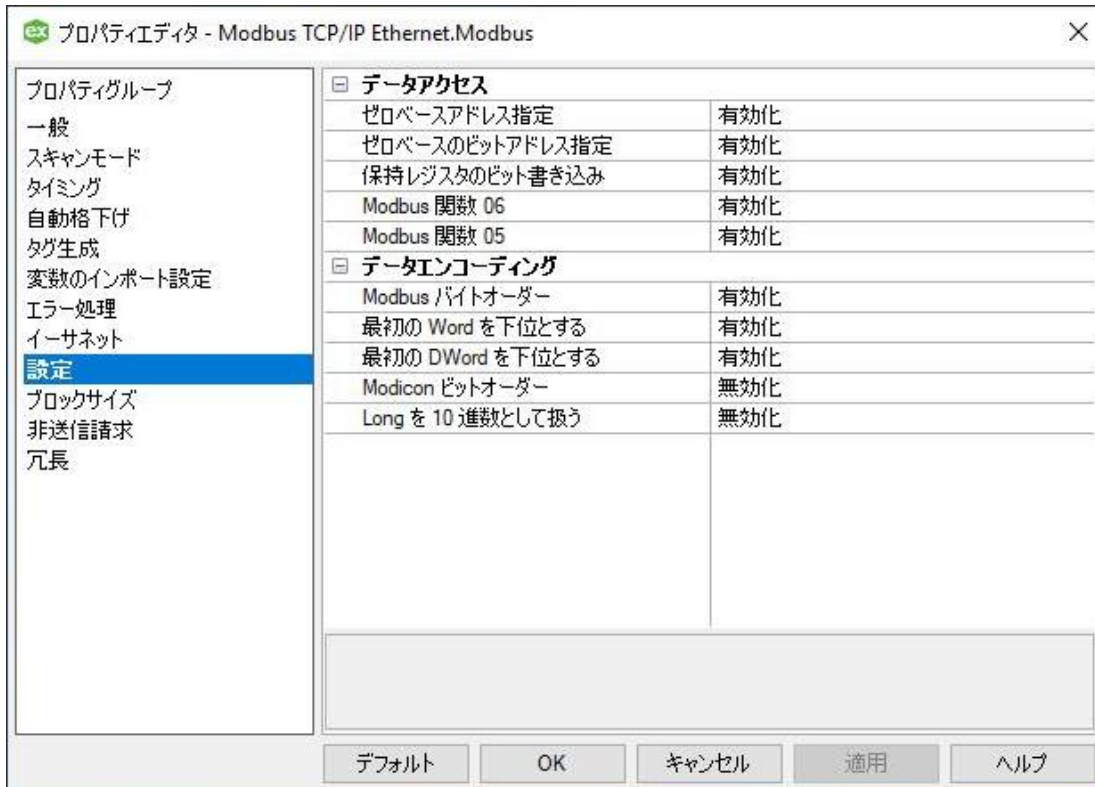 プロパティエディタ - Modbus TCP/IP Ethernet.Modbus
プロパティグループ
一般
スキャンモード
タイミング
自動格下げ
タグ生成
変数のインポート設定
エラー処理
イーサネット
設定
ブロックサイズ
非送信請求
冗長
データアクセス
ゼロベースアドレス指定 有効化
ゼロベースのビットアドレス指定 有効化
保持レジスタのビット書き込み 有効化
Modbus 関数 06 有効化
Modbus 関数 05 有効化
データエンコーディング
Modbus バイトオーダー 有効化
最初の Word を下位とする 有効化
最初の DWord を下位とする 有効化
Modicon ビットオーダー 無効化
Long を 10 進数として扱う 無効化
デフォルト OK キャンセル 適用 ヘルプ